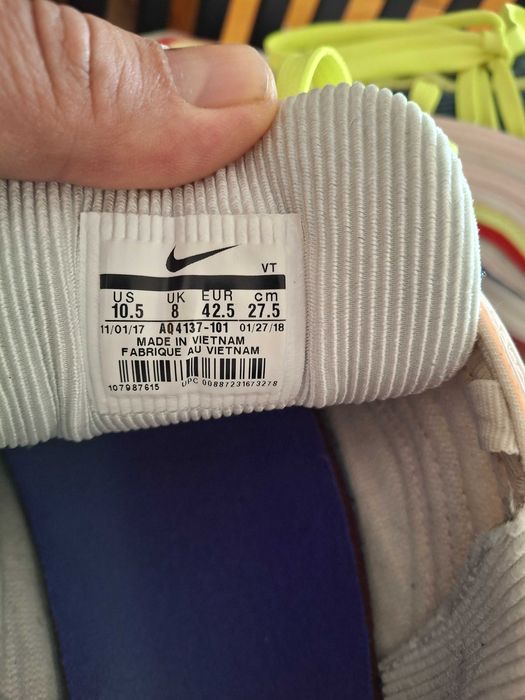 VT
US UK EUR cm
10.5 8 42.5 27.5
11/01/17 AQ4137-101 01/27/18
MADE IN VIETNAM
FABRIQUE AU VIETNAM
107987615 UPC 00887231673278